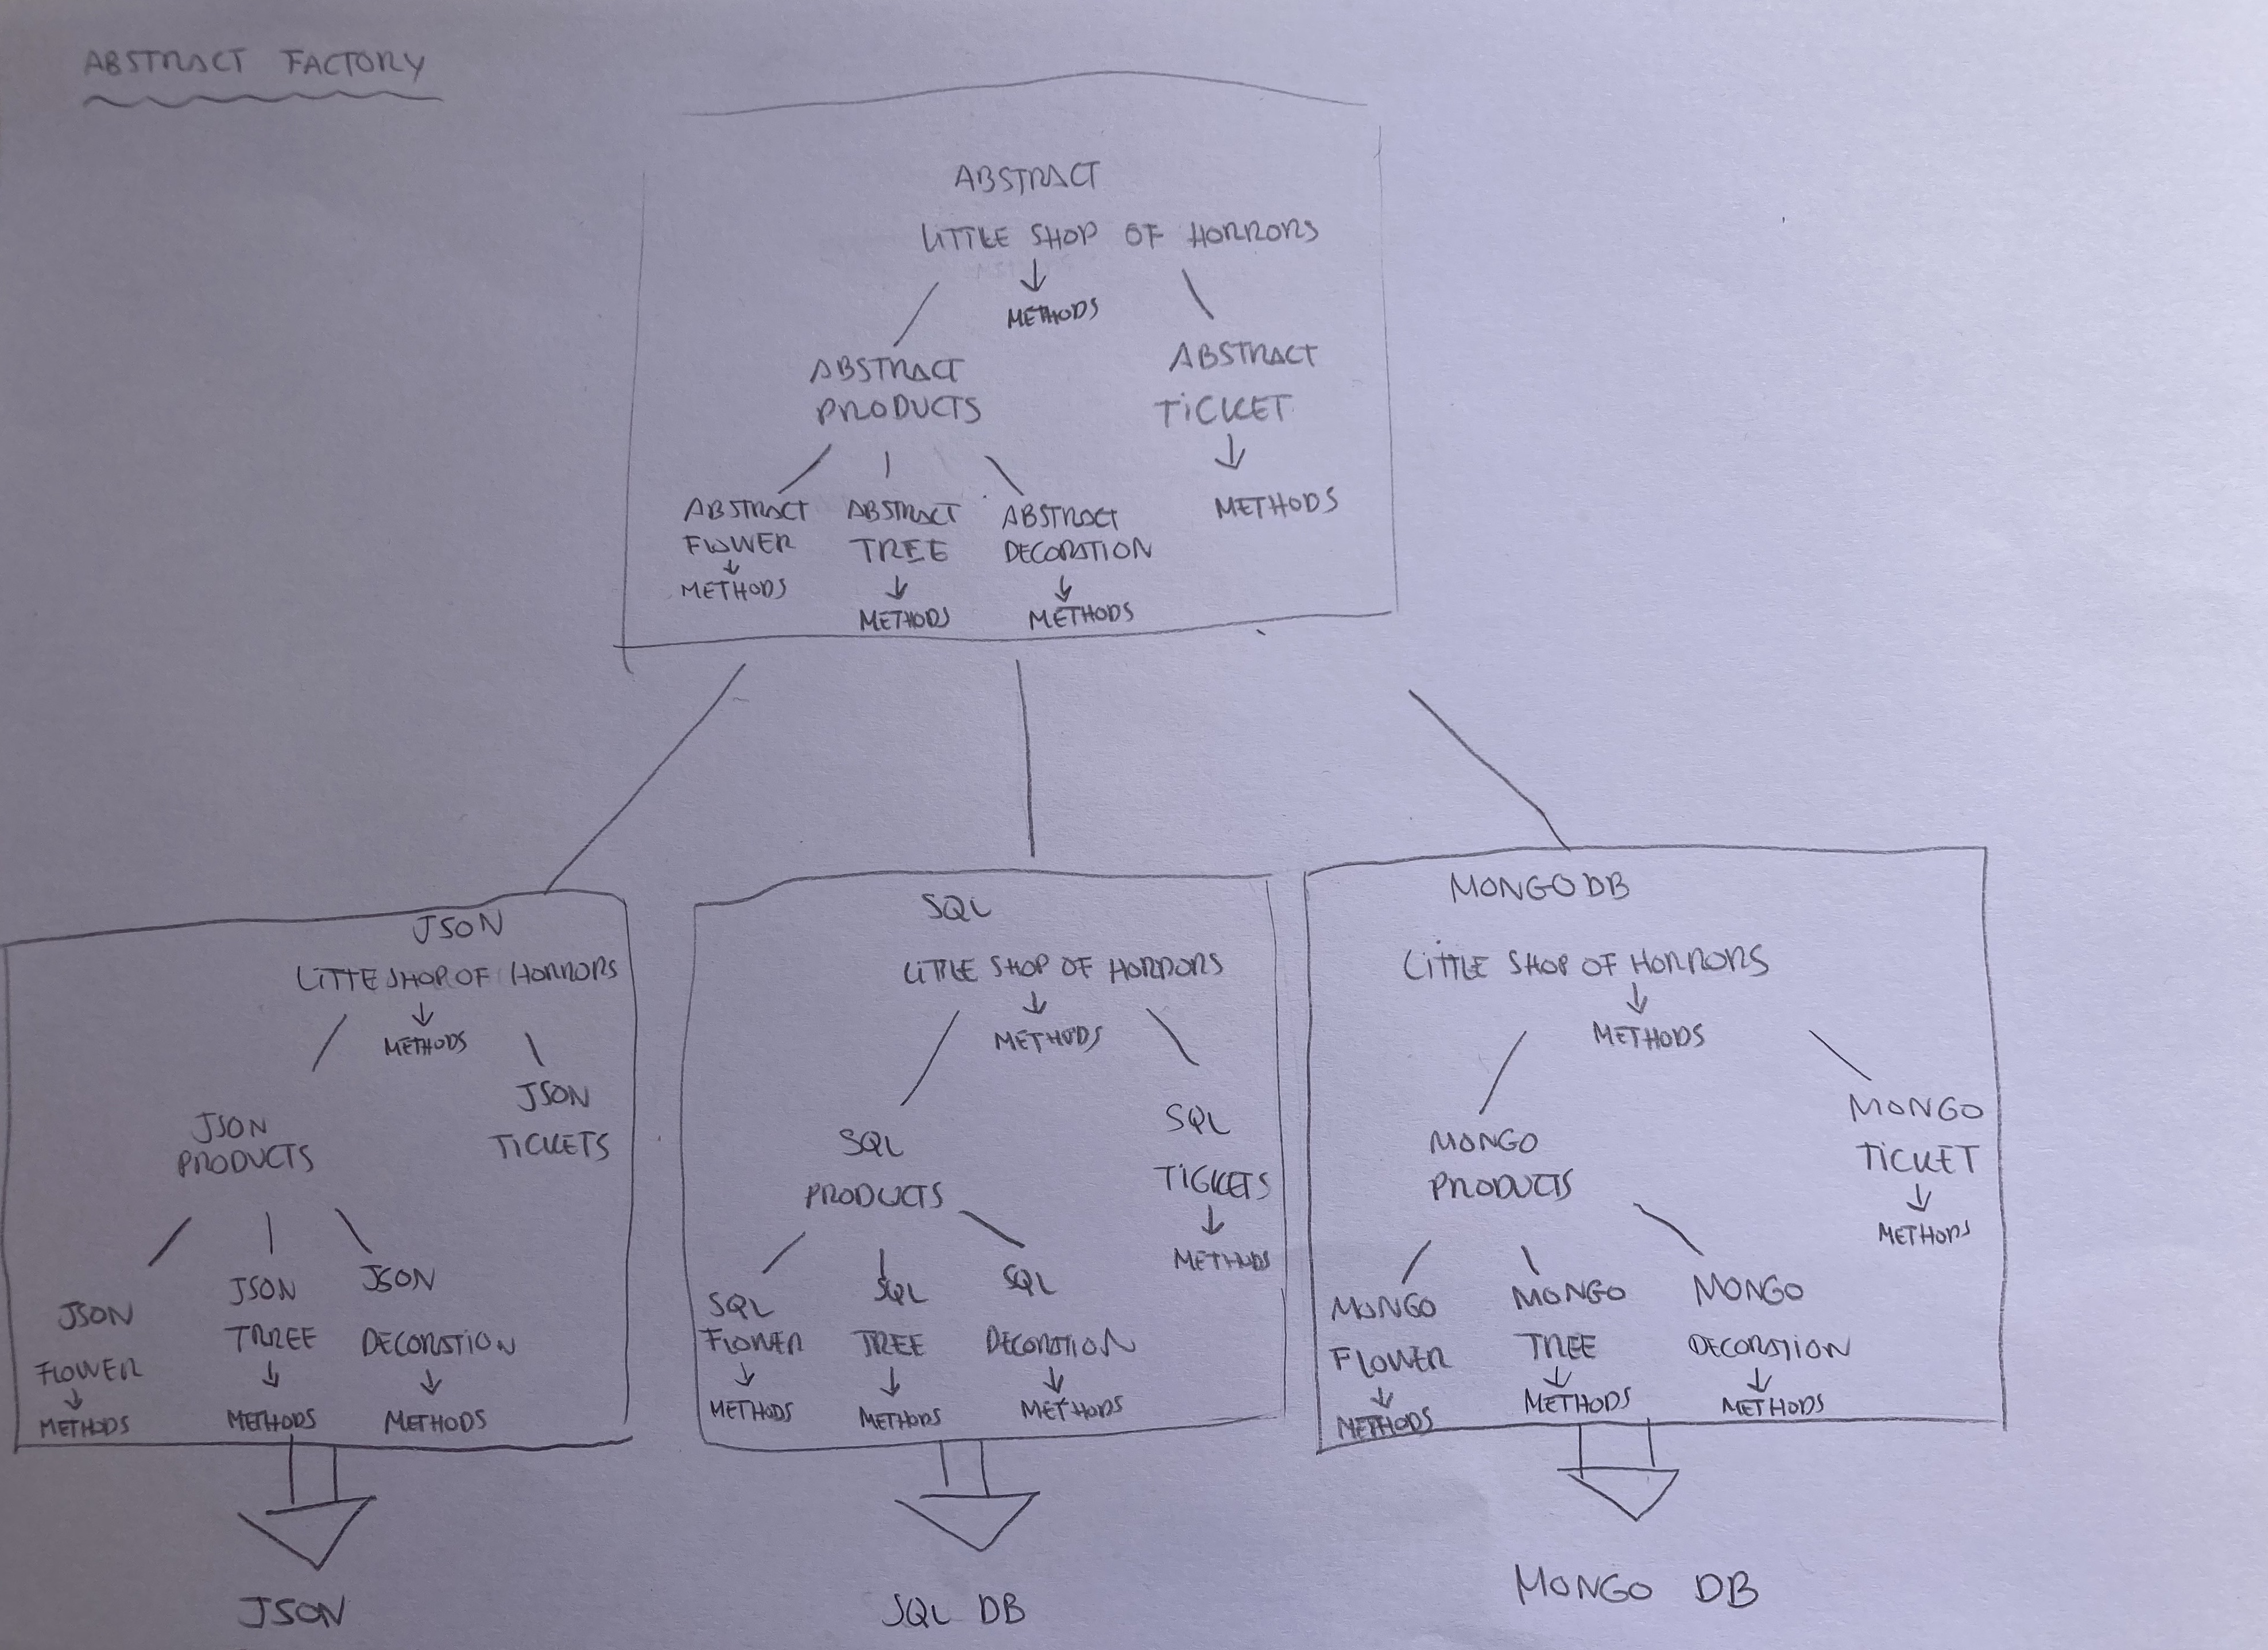 ABSTRACT FACTORY
ABSTRACT
LITTLE SHOP OF HORRORS
METHODS
ABSTRACT
PRODUCTS
ABSTRACT
TICKET
METHODS
ABSTRACT
FLOWER
METHODS
ABSTRACT
TREE
METHODS
ABSTRACT
DECORATION
METHODS
JSON
LITTE SHOP OF HORRORS
METHODS
JSON
PRODUCTS
JSON
TICKETS
JSON
FLOWER
METHODS
JSON
TRREE
METHODS
JSON
DECORATION
METHODS
JSON
SQL
LITTLE SHOP OF HORRORS
METHODS
SQL
PRODUCTS
SQL
TICKETS
METHODS
SQL
FLOWER
METHODS
SQL
TREE
METHODS
SQL
DECORATION
METHODS
SQL DB
MONGO DB
LITTLE SHOP OF HORRORS
METHODS
MONGO
PRODUCTS
MONGO
TICKET
METHODS
MONGO
FLOWER
METHODS
MONGO
TREE
METHODS
MONGO
DECORATION
METHODS
MONGO DB